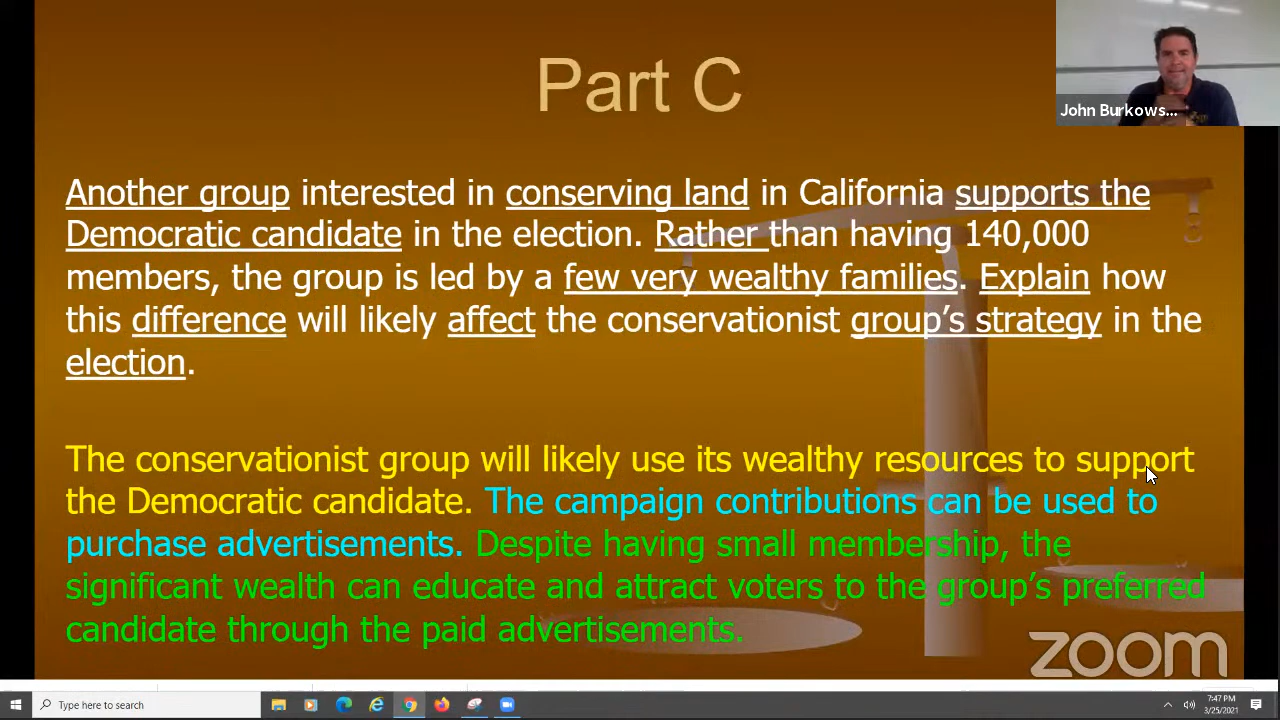 Part C
John Burkows...
Another group interested in conserving land in California supports the
Democratic candidate in the election. Rather than having 140,000
members, the group is led by a few very wealthy families. Explain how
this difference will likely affect the conservationist group's strategy in the
election.
The conservationist group will likely use its wealthy resources to support
the Democratic candidate. The campaign contributions can be used to
purchase advertisements. Despite having small membership, the
significant wealth can educate and attract voters to the group's preferred
candidate through the paid advertisements.
zoom
Type here to search
7:47 PM
3/25/2021